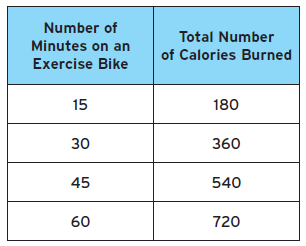 Number of
Minutes on an
Exercise Bike
Total Number
of Calories Burned
15 180
30 360
45 540
60 720